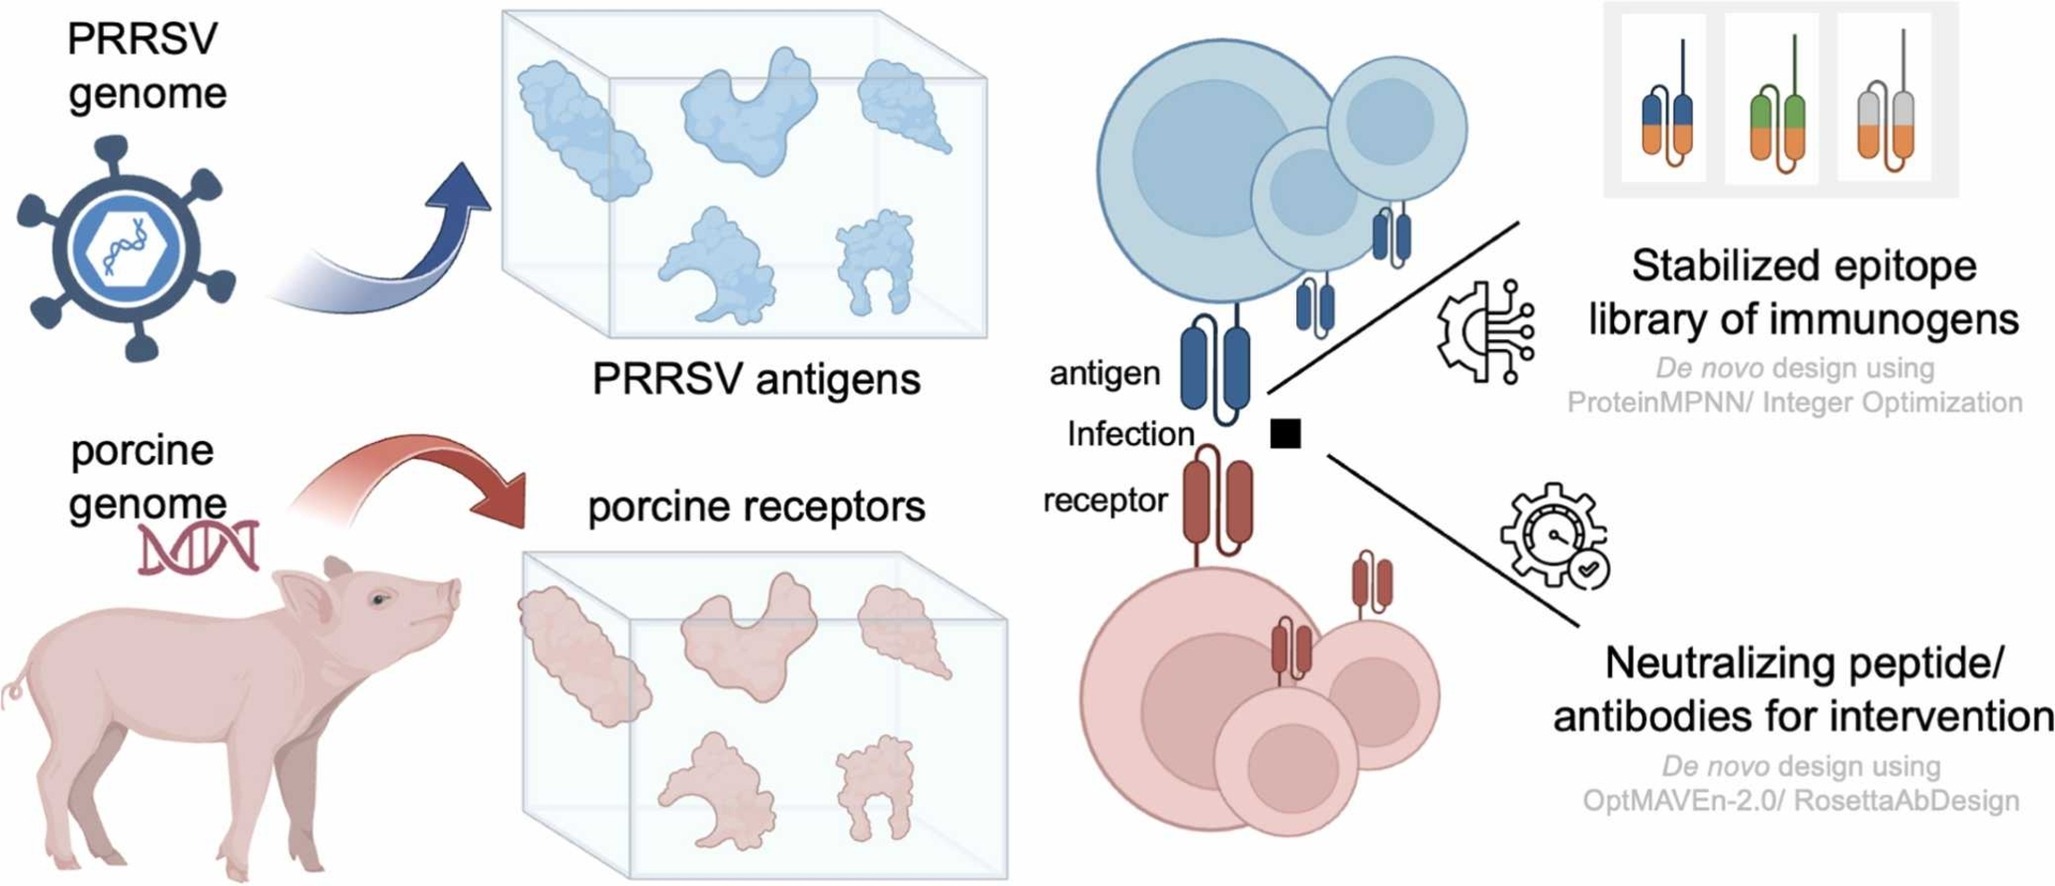 PRRSV
genome
PRRSV antigens
porcine
genome
porcine receptors
antigen
Infection
receptor
Stabilized epitope
library of immunogens
De novo design using
ProteinMPNN/ Integer Optimization
Neutralizing peptide/
antibodies for intervention
De novo design using
OptMAVEn-2.0/ RosettaAbDesign